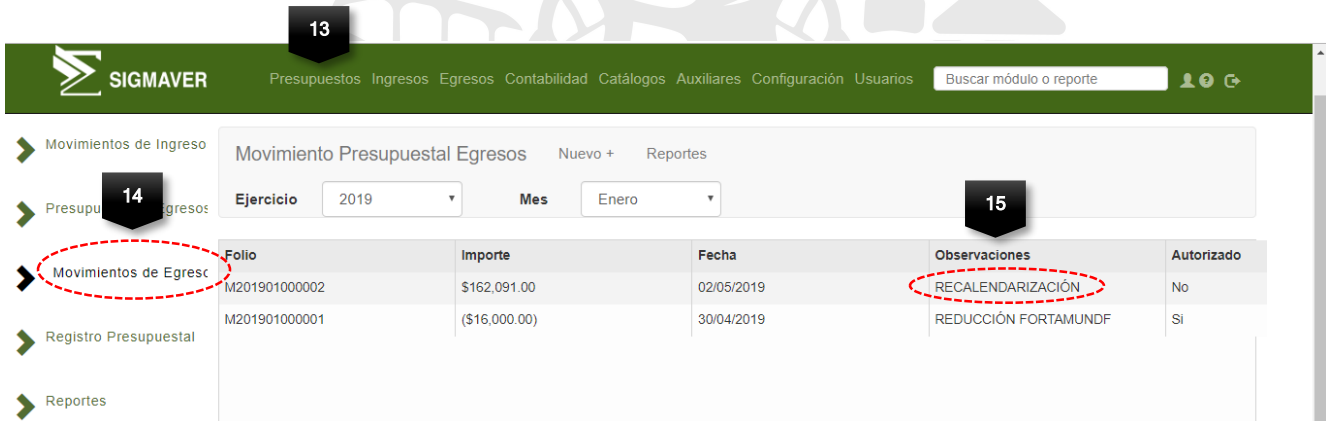 13
SIGMAVER Presupuestos Ingresos Egresos Contabilidad Catálogos Auxiliares Configuración Usuarios Buscar módulo o reporte
Movimientos de Ingreso
14
Presupu gresos
Movimientos de Egresc
Registro Presupuestal
Reportes
Movimiento Presupuestal Egresos Nuevo + Reportes
Ejercicio 2019 Mes Enero
15
Folio Importe Fecha Observaciones Autorizado
M201901000002 $162,091.00 02/05/2019 RECALENDARIZACIÓN No
M201901000001 ($16,000.00) 30/04/2019 REDUCCIÓN FORTAMUNDF Si